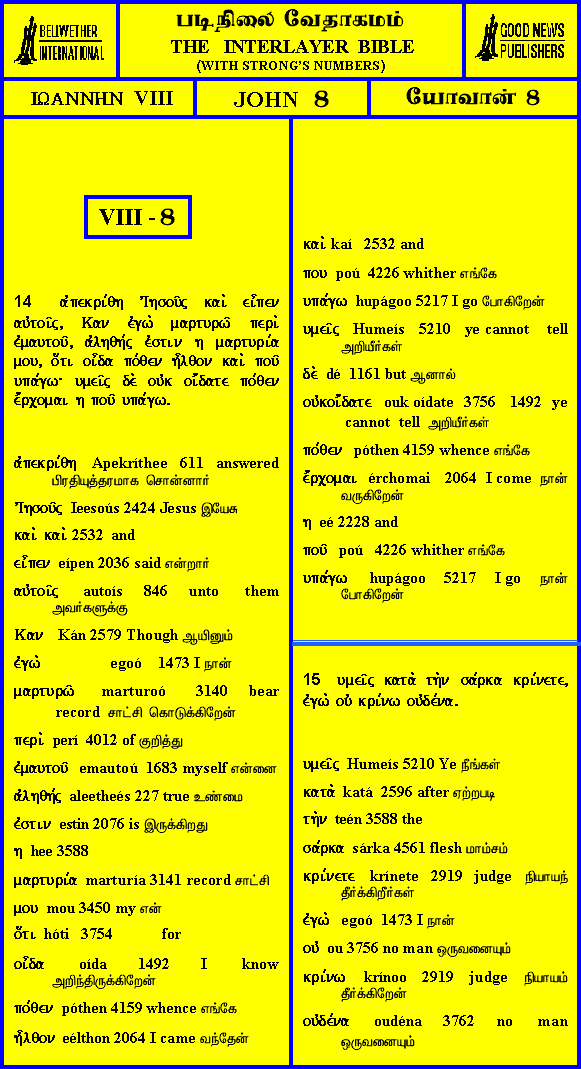 BELLWETHER
INTERNATIONAL
படிநிலை வேதாகமம்
THE INTERLAYER BIBLE
(WITH STRONG'S NUMBERS)
GOOD NEWS
PUBLISHERS
ΙΩΑΝΝΗΝ VIII
JOHN 8
யோவான் 8
VIII - 8
14 ἀπεκρίθη Ἰησοῦς καὶ εἶπεν
αὐτοῖς, Καν ἐγὼ μαρτυρῶ περὶ
ἐμαυτοῦ, ἀληθής ἐστιν η μαρτυρία
μου, ὅτι οἶδα πόθεν ἦλθον καὶ ποῦ
υπάγω· υμεῖς δὲ οὐκ οἴδατε πόθεν
ἔρχομαι η ποῦ υπάγω.
ἀπεκρίθη Apekríthee 611 answered
பிரதியுத்தரமாக சொன்னார்
Ἰησοῦς Ieesoús 2424 Jesus இயேசு
καὶ kaí 2532 and
εἶπεν eípen 2036 said என்றார்
αὐτοῖς autoís 846 unto them
அவர்களுக்கு
Καν Kán 2579 Though ஆயினும்
ἐγὼ egoó 1473 I நான்
μαρτυρῶ marturoó 3140 bear
record சாட்சி கொடுக்கிறேன்
περὶ perí 4012 of குறித்து
ἐμαυτοῦ emautoú 1683 myself என்னை
ἀληθής aleetheés 227 true உண்மை
ἐστιν estin 2076 is இருக்கிறது
η hee 3588
μαρτυρία marturía 3141 record சாட்சி
μου mou 3450 my என்
ὅτι hóti 3754 for
οἶδα oída 1492 I know
அறிந்திருக்கிறேன்
πόθεν póthen 4159 whence எங்கே
ἦλθον eélthon 2064 I came வந்தேன்
καὶ kaí 2532 and
που poú 4226 whither எங்கே
υπάγω hupágoo 5217 I go போகிறேன்
υμεῖς Humeís 5210 ye cannot tell
அறியீர்கள்
δὲ dé 1161 but ஆனால்
οὐκοἴδατε ouk oídate 3756 1492 ye
cannot tell அறியீர்கள்
πόθεν póthen 4159 whence எங்கே
ἔρχομαι érchomai 2064 I come நான்
வருகிறேன்
η eé 2228 and
ποῦ poú 4226 whither எங்கே
υπάγω hupágoo 5217 I go நான்
போகிறேன்
15 υμεῖς κατὰ τὴν σάρκα κρίνετε,
ἐγὼ οὐ κρίνω οὐδένα.
υμεῖς Humeís 5210 Ye நீங்கள்
κατὰ katá 2596 after ஏற்றபடி
τὴν teén 3588 the
σάρκα sárka 4561 flesh மாம்சம்
κρίνετε krínete 2919 judge நியாயந்
தீர்க்கிறீர்கள்
ἐγὼ egoó 1473 I நான்
οὐ ou 3756 no man ஒருவனையும்
κρίνω krínoo 2919 judge நியாயம்
தீர்க்கிறேன்
οὐδένα oudéna 3762 no man
ஒருவனையும்